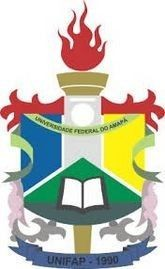 UNIVERSIDADE FEDERAL DO AMAPÁ
UNIFAP - 1990